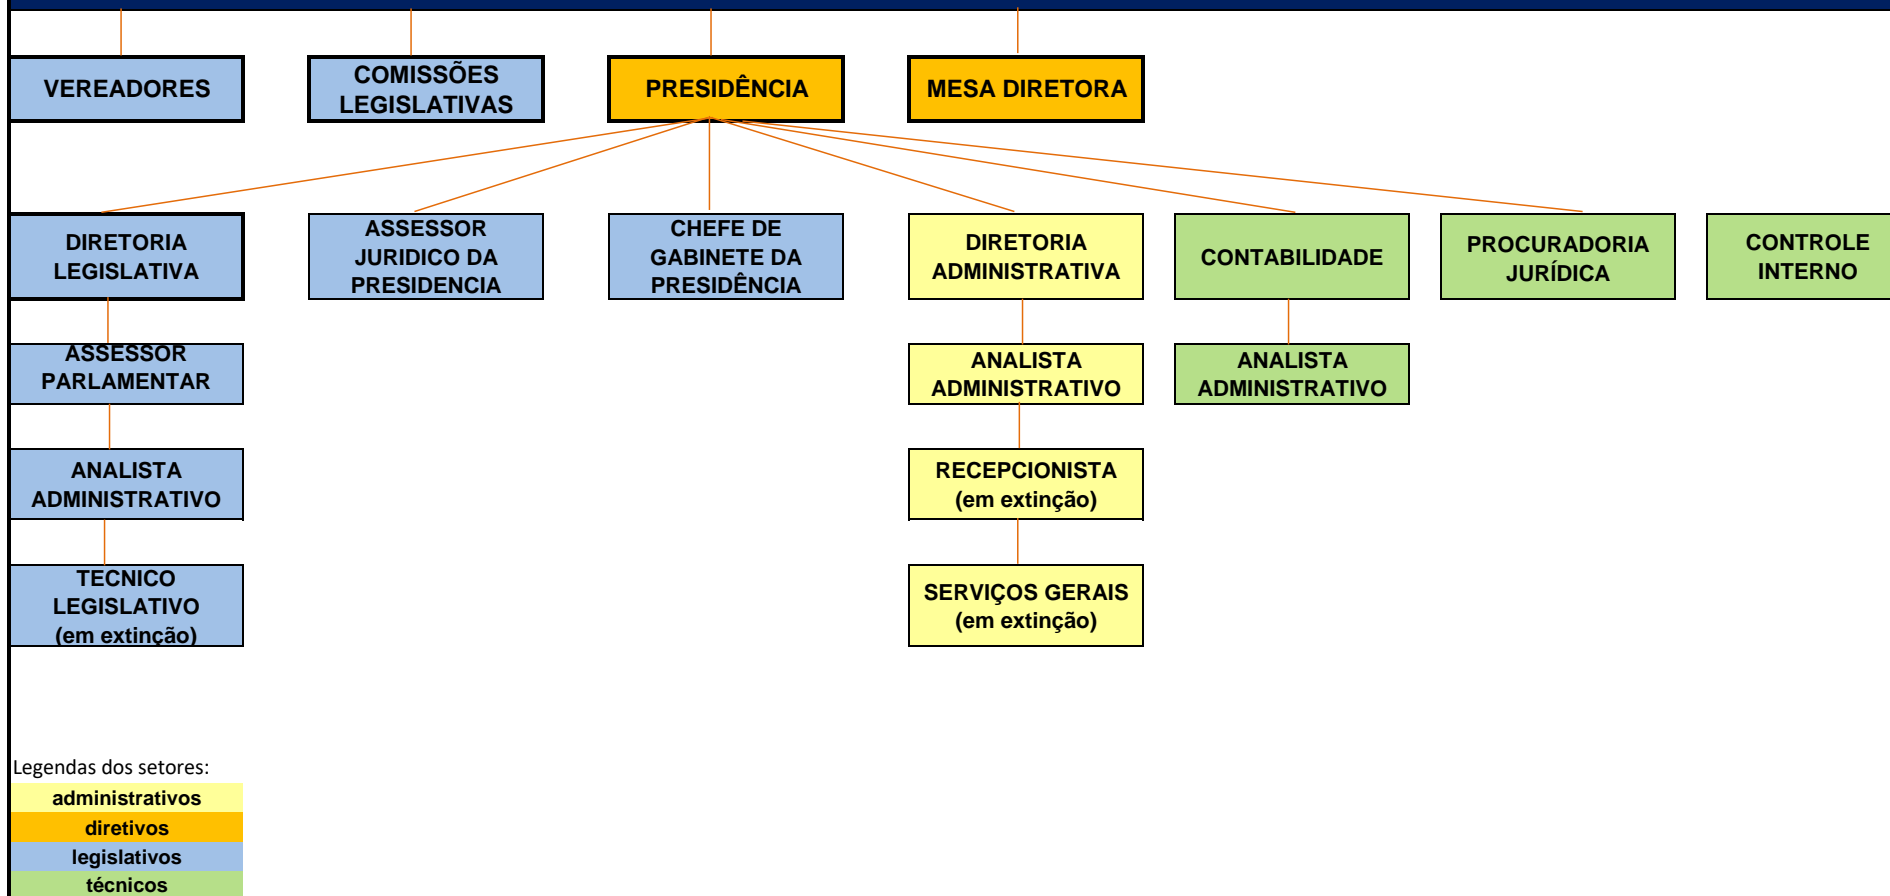 VEREADORES
COMISSÕES
LEGISLATIVAS
PRESIDÊNCIA
MESA DIRETORA
DIRETORIA
LEGISLATIVA
ASSESSOR
JURIDICO DA
PRESIDENCIA
CHEFE DE
GABINETE DA
PRESIDÊNCIA
DIRETORIA
ADMINISTRATIVA
CONTABILIDADE
PROCURADORIA
JURÍDICA
CONTROLE
INTERNO
ASSESSOR
PARLAMENTAR
ANALISTA
ADMINISTRATIVO
ANALISTA
ADMINISTRATIVO
ANALISTA
ADMINISTRATIVO
RECEPCIONISTA
(em extinção)
TECNICO
LEGISLATIVO
(em extinção)
SERVIÇOS GERAIS
(em extinção)
Legendas dos setores:
administrativos
diretivos
legislativos
técnicos